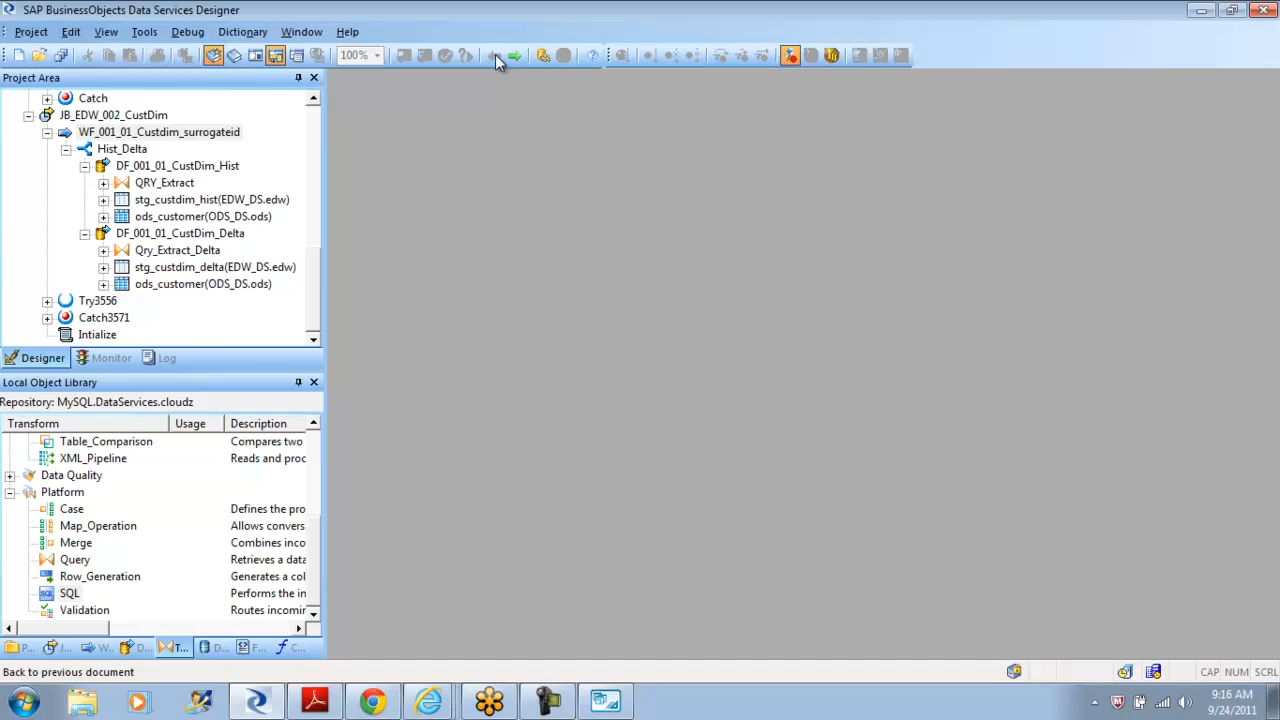 SAP BusinessObjects Data Services Designer
Project Edit View Tools Debug Dictionary Window Help
100%
Project Area
Catch
JB_EDW_002_CustDim
WF_001_01_Custdim_surrogateid
Hist_Delta
DF_001_01_CustDim_Hist
QRY_Extract
stg_custdim_hist(EDW_DS.edw)
ods_customer(ODS_DS.ods)
DF_001_01_CustDim_Delta
Qry_Extract_Delta
stg_custdim_delta(EDW_DS.edw)
ods_customer(ODS_DS.ods)
Try3556
Catch3571
Intialize
Designer Monitor Log
Local Object Library
Repository: MySQL.DataServices.cloudz
Transform Usage Description
Table_Comparison Compares two
XML_Pipeline Reads and proc
Data Quality
Platform
Case Defines the pro
Map_Operation Allows convers
Merge Combines inco
Query Retrieves a data
Row_Generation Generates a col
SQL Performs the in
Validation Routes incomin
P... J... W... D... T... D... F... C...
Back to previous document
CAP NUM SCRL
9:16 AM
9/24/2011